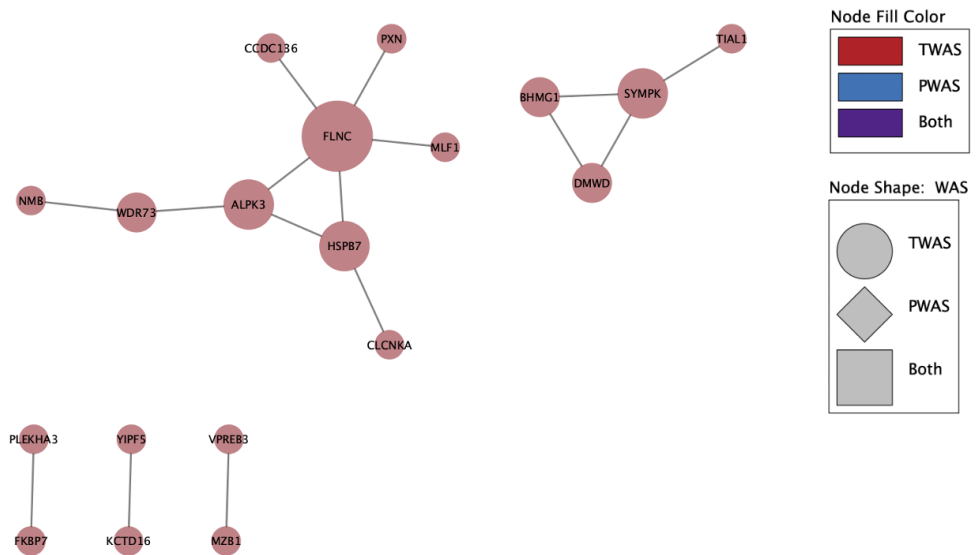 CCDC136
PXN
FLNC
MLF1
NMB
WDR73
ALPK3
HSPB7
CLCNKA
TIAL1
BHMG1
SYMPK
DMWD
PLEKHA3
YIPF5
VPREB3
FKBP7
KCTD16
MZB1
Node Fill Color
TWAS
PWAS
Both
Node Shape: WAS
TWAS
PWAS
Both